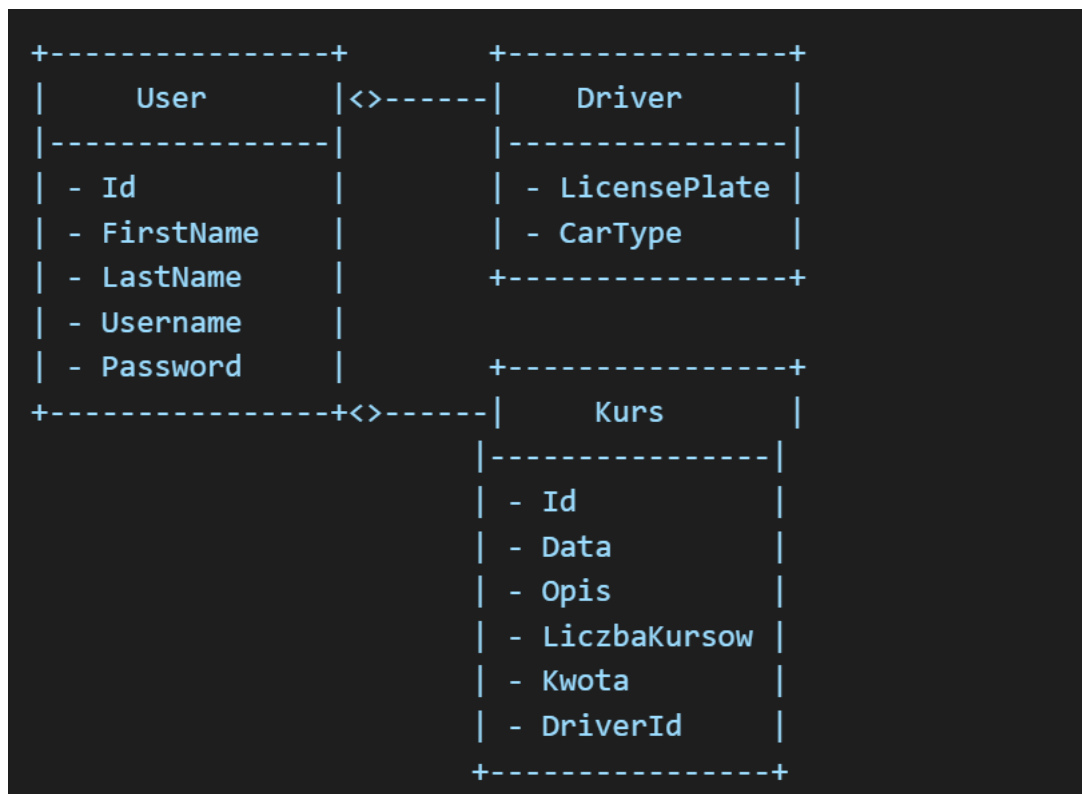 +----------------+ +----------------+
| User |<>------| Driver |
|----------------| |----------------|
| - Id | | - LicensePlate |
| - FirstName | | - CarType |
| - LastName | +----------------+
| - Username |
| - Password | +----------------+
+----------------+<>------| Kurs |
|----------------|
| - Id |
| - Data |
| - Opis |
| - LiczbaKursow |
| - Kwota |
| - DriverId |
+----------------+